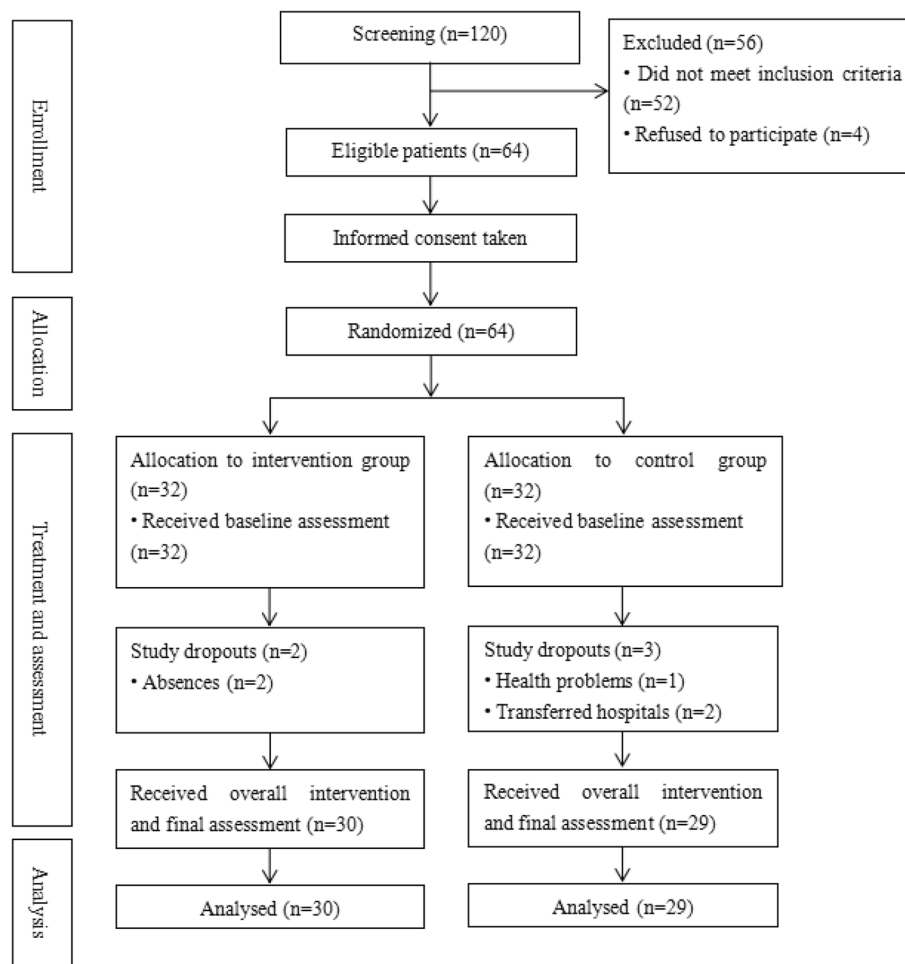 Enrollment
Screening (n=120)
Excluded (n=56)
• Did not meet inclusion criteria
(n=52)
• Refused to participate (n=4)
Eligible patients (n=64)
Informed consent taken
Allocation
Randomized (n=64)
Treatment and assessment
Allocation to intervention group
(n=32)
• Received baseline assessment
(n=32)
Allocation to control group
(n=32)
• Received baseline assessment
(n=32)
Study dropouts (n=2)
• Absences (n=2)
Study dropouts (n=3)
• Health problems (n=1)
• Transferred hospitals (n=2)
Received overall intervention
and final assessment (n=30)
Received overall intervention
and final assessment (n=29)
Analysis
Analysed (n=30)
Analysed (n=29)